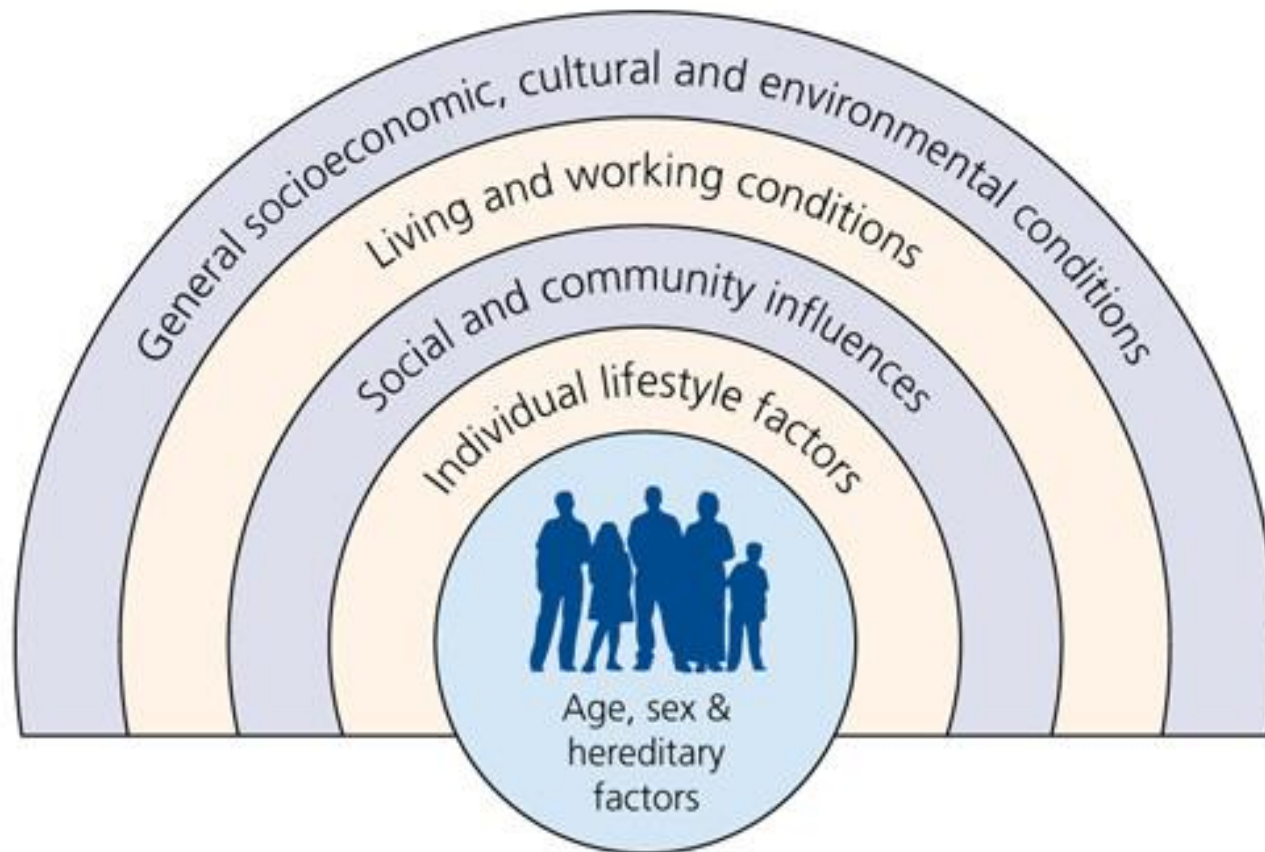 General socioeconomic, cultural and environmental conditions
Living and working conditions
Social and community influences
Individual lifestyle factors
Age, sex &
hereditary
factors